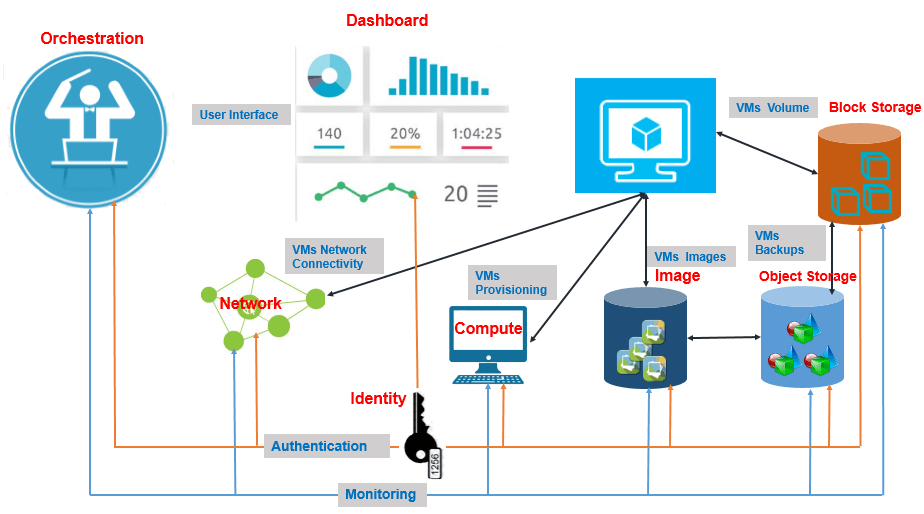 Dashboard
Orchestration
User Interface
140
20%
1:04:25
20
VMs Volume
Block Storage
VMs Network
Connectivity
VMs
Backups
VMs Images
Image
VMs
Provisioning
Object Storage
Network
Compute
Identity
Authentication
1256
Monitoring